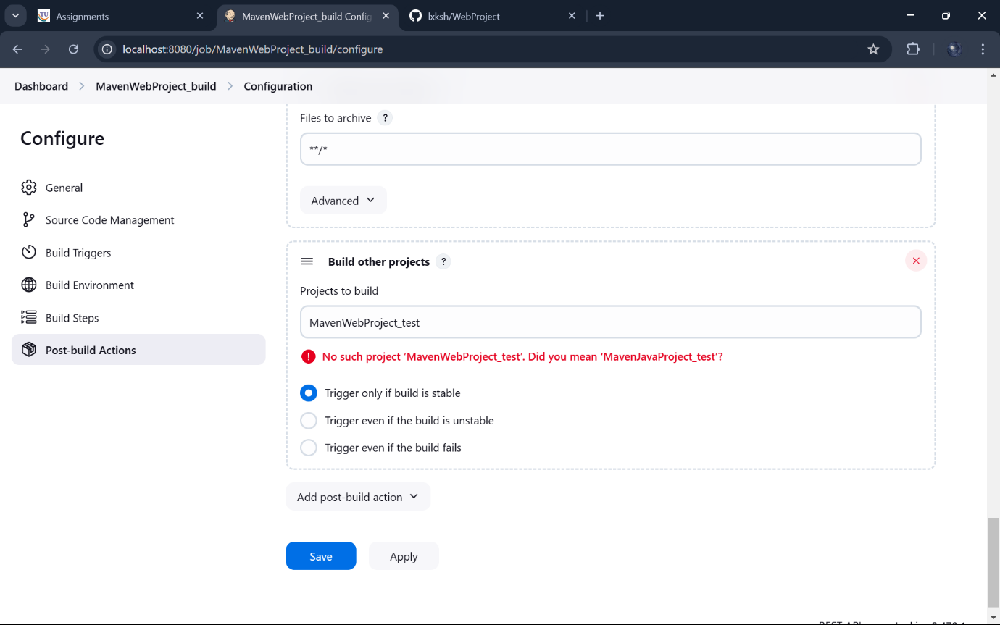 Assignments
MavenWebProject_build Config
lxksh/WebProject
localhost:8080/job/MavenWebProject_build/configure
Dashboard
MavenWebProject_build
Configuration
Configure
General
Source Code Management
Build Triggers
Build Environment
Build Steps
Post-build Actions
Files to archive ?
**/*
Advanced
Build other projects ?
Projects to build
MavenWebProject_test
No such project ‘MavenWebProject_test’. Did you mean ‘MavenJavaProject_test’?
Trigger only if build is stable
Trigger even if the build is unstable
Trigger even if the build fails
Add post-build action
Save Apply